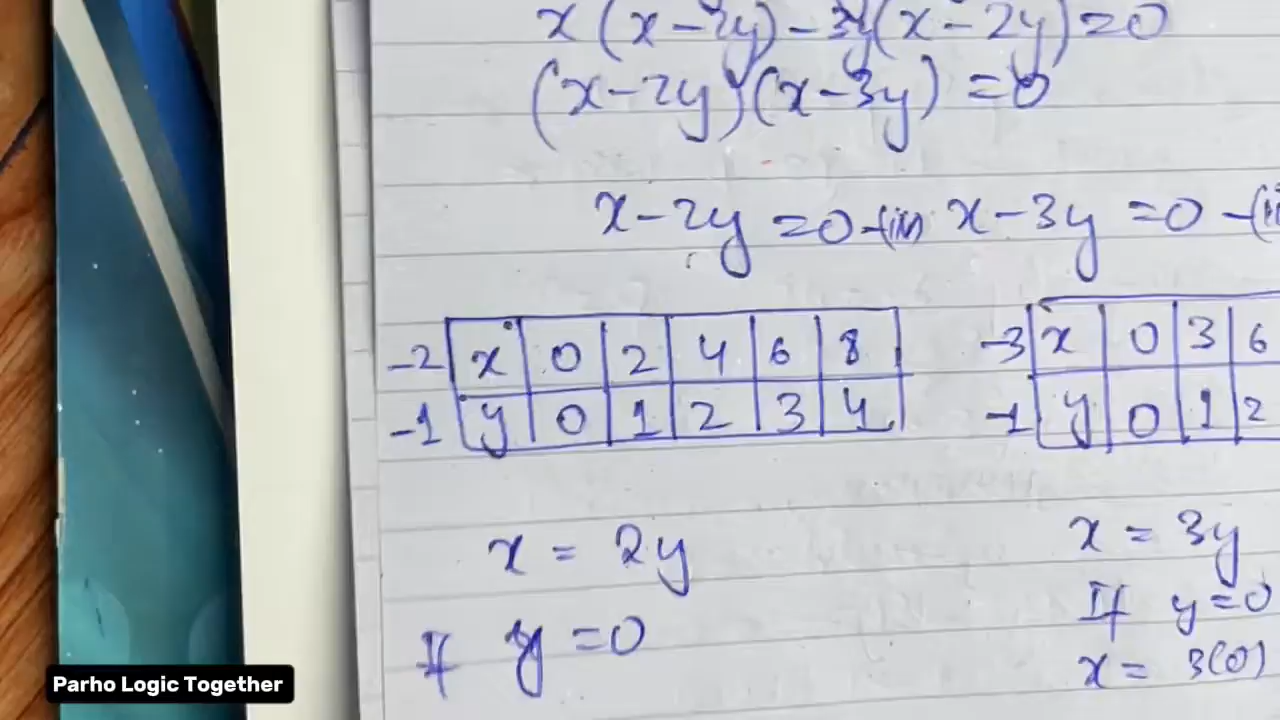 x(x-2y)-3y(x-2y)=0
(x-2y)(x-3y)=0
x-2y=0-(i) x-3y=0-(ii
-2 x 0 2 4 6 8
-1 y 0 1 2 3 4
-3 x 0 3 6
-1 y 0 1 2
x = 2y
If y=0
x = 3y
If y=0
x = 3(0)
Parho Logic Together